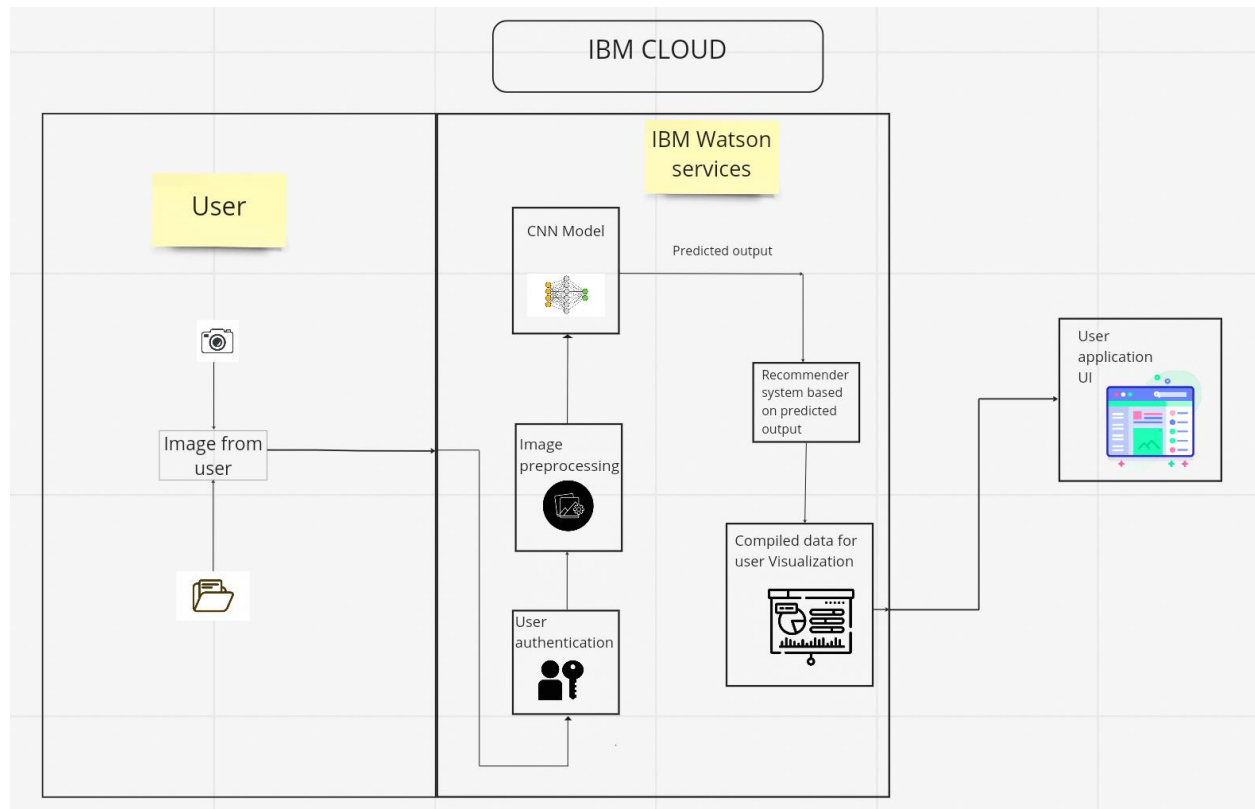 IBM CLOUD
User
Image from
user
IBM Watson
services
CNN Model
Predicted output
Image
preprocessing
User
authentication
Recommender
system based
on predicted
output
Compiled data for
user Visualization
User
application
UI